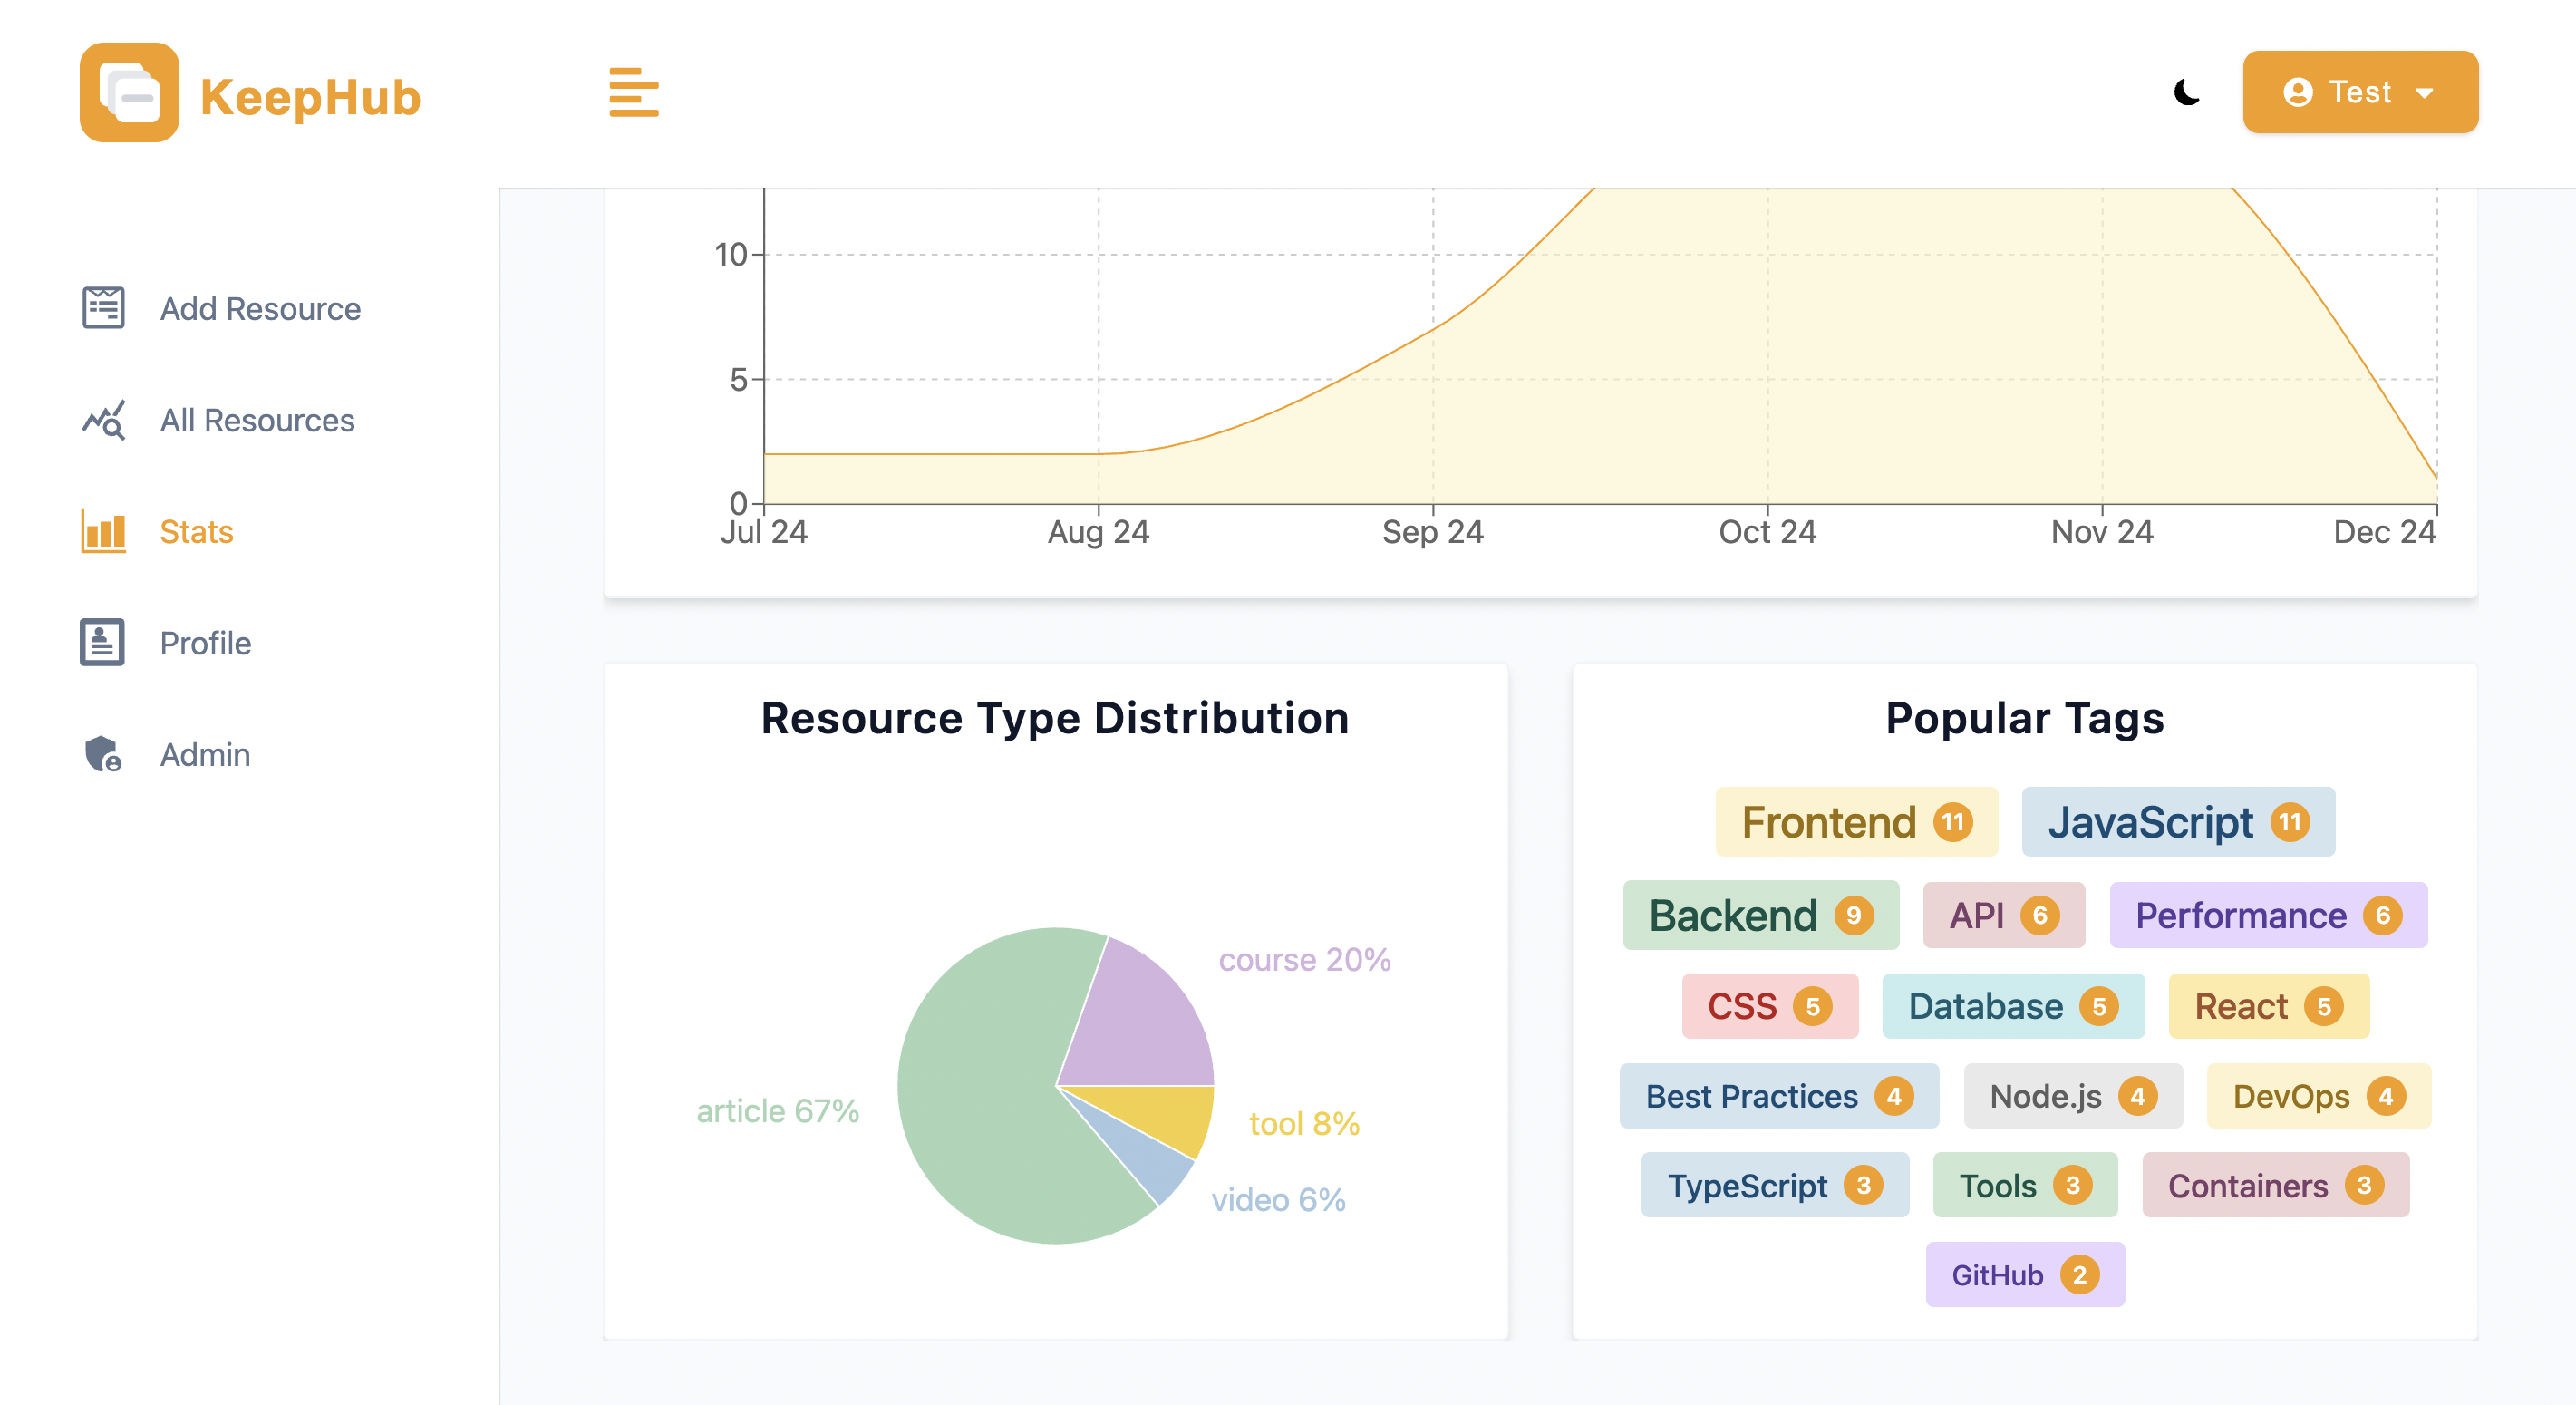 KeepHub
Test
Add Resource
All Resources
Stats
Profile
Admin
10
5
0
Jul 24 Aug 24 Sep 24 Oct 24 Nov 24 Dec 24
Resource Type Distribution
course 20%
article 67%
tool 8%
video 6%
Popular Tags
Frontend 11 JavaScript 11
Backend 9 API 6 Performance 6
CSS 5 Database 5 React 5
Best Practices 4 Node.js 4 DevOps 4
TypeScript 3 Tools 3 Containers 3
GitHub 2